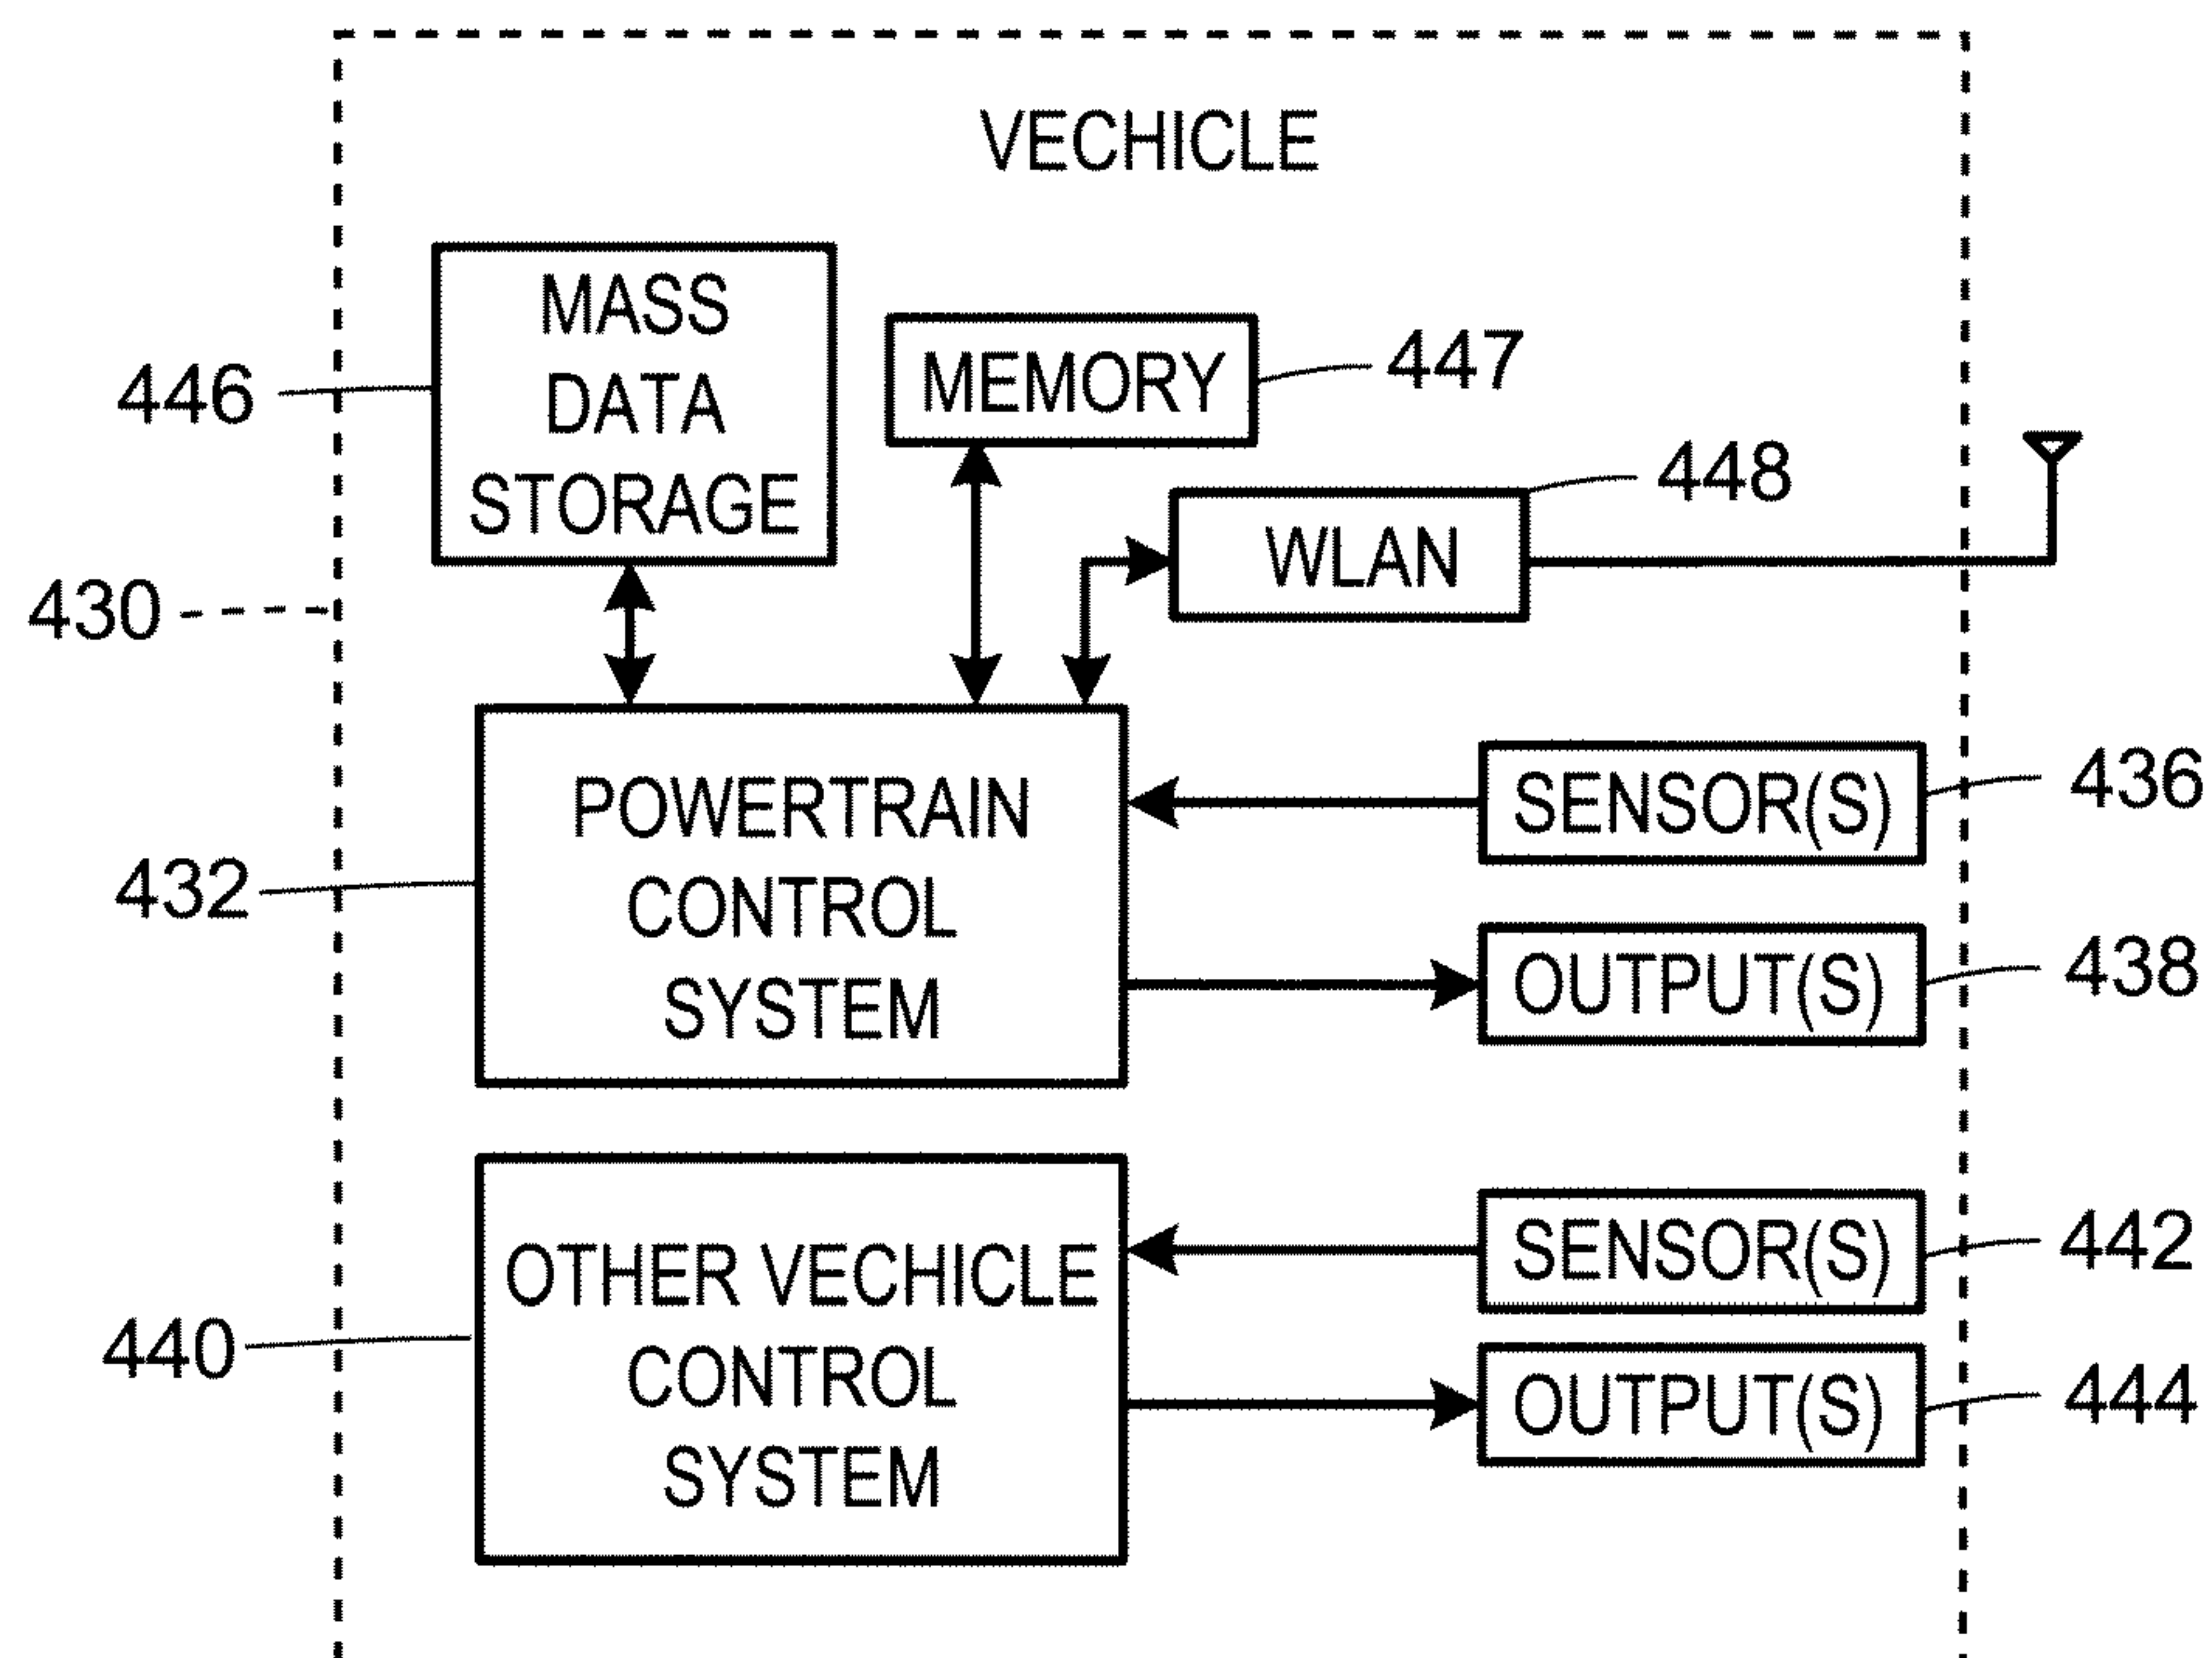 VECHICLE
MASS
DATA
STORAGE
446
MEMORY
447
448
WLAN
430
POWERTRAIN
CONTROL
SYSTEM
432
SENSOR(S)
436
OUTPUT(S)
438
OTHER VECHICLE
CONTROL
SYSTEM
440
SENSOR(S)
442
OUTPUT(S)
444